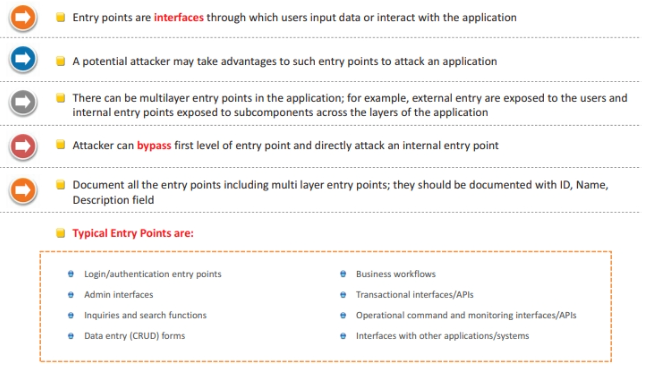 Entry points are interfaces through which users input data or interact with the application
A potential attacker may take advantages to such entry points to attack an application
There can be multilayer entry points in the application; for example, external entry are exposed to the users and
internal entry points exposed to subcomponents across the layers of the application
Attacker can bypass first level of entry point and directly attack an internal entry point
Document all the entry points including multi layer entry points; they should be documented with ID, Name,
Description field
Typical Entry Points are:
Login/authentication entry points
Admin interfaces
Inquiries and search functions
Data entry (CRUD) forms
Business workflows
Transactional interfaces/APIs
Operational command and monitoring interfaces/APIs
Interfaces with other applications/systems